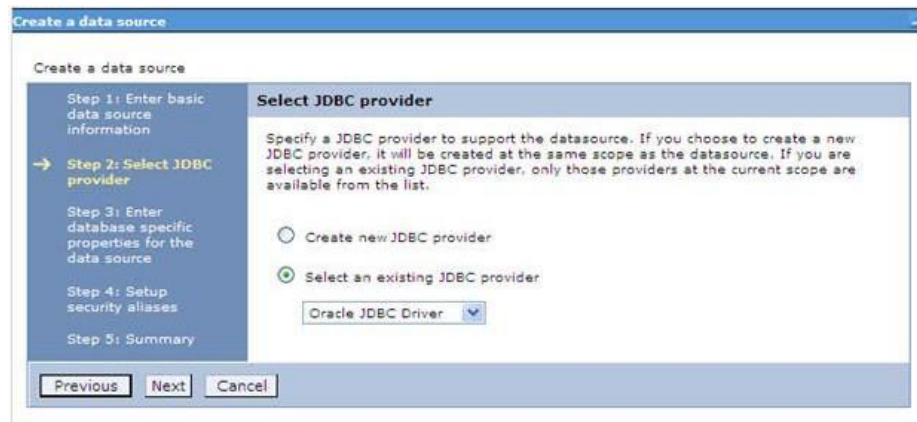 Create a data source
Create a data source
Step 1: Enter basic
data source
information
Step 2: Select JDBC
provider
Step 3: Enter
database specific
properties for the
data source
Step 4: Setup
security aliases
Step 5: Summary
Select JDBC provider
Specify a JDBC provider to support the datasource. If you choose to create a new
JDBC provider, it will be created at the same scope as the datasource. If you are
selecting an existing JDBC provider, only those providers at the current scope are
available from the list.
Create new JDBC provider
Select an existing JDBC provider
Oracle JDBC Driver
Previous Next Cancel